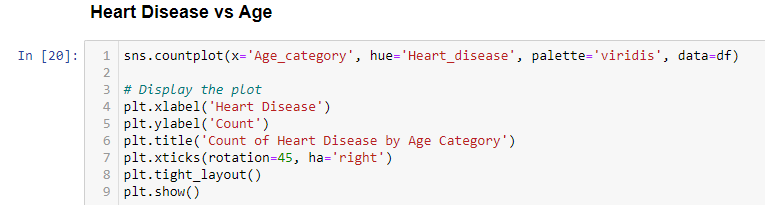 Heart Disease vs Age
In [20]:
1 sns.countplot(x='Age_category', hue='Heart_disease', palette='viridis', data=df)
2
3 # Display the plot
4 plt.xlabel('Heart Disease')
5 plt.ylabel('Count')
6 plt.title('Count of Heart Disease by Age Category')
7 plt.xticks(rotation=45, ha='right')
8 plt.tight_layout()
9 plt.show()